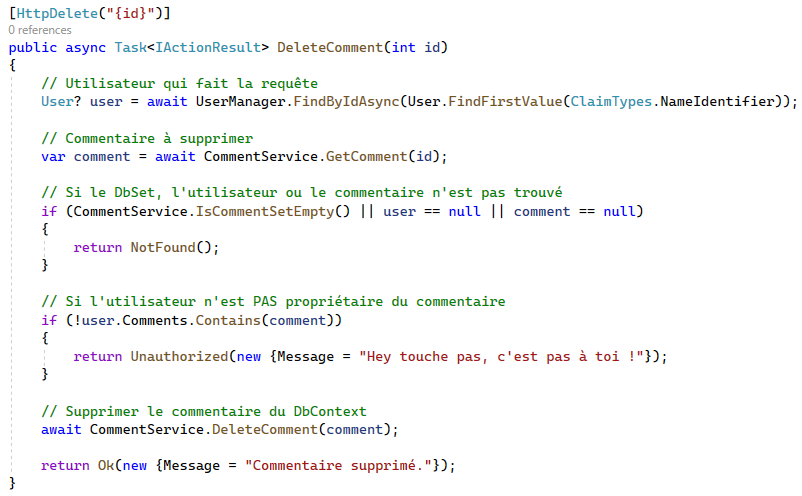 [HttpDelete("{id}")]
0 references
public async Task<IActionResult> DeleteComment(int id)
{
// Utilisateur qui fait la requête
User? user = await UserManager.FindByIdAsync(User.FindFirstValue(ClaimTypes.NameIdentifier));
// Commentaire à supprimer
var comment = await CommentService.GetComment(id);
// Si le DbSet, l'utilisateur ou le commentaire n'est pas trouvé
if (CommentService.IsCommentSetEmpty() || user == null || comment == null)
{
return NotFound();
}
// Si l'utilisateur n'est PAS propriétaire du commentaire
if (!user.Comments.Contains(comment))
{
return Unauthorized(new {Message = "Hey touche pas, c'est pas à toi !"});
}
// Supprimer le commentaire du DbContext
await CommentService.DeleteComment(comment);
return Ok(new {Message = "Commentaire supprimé."});
}